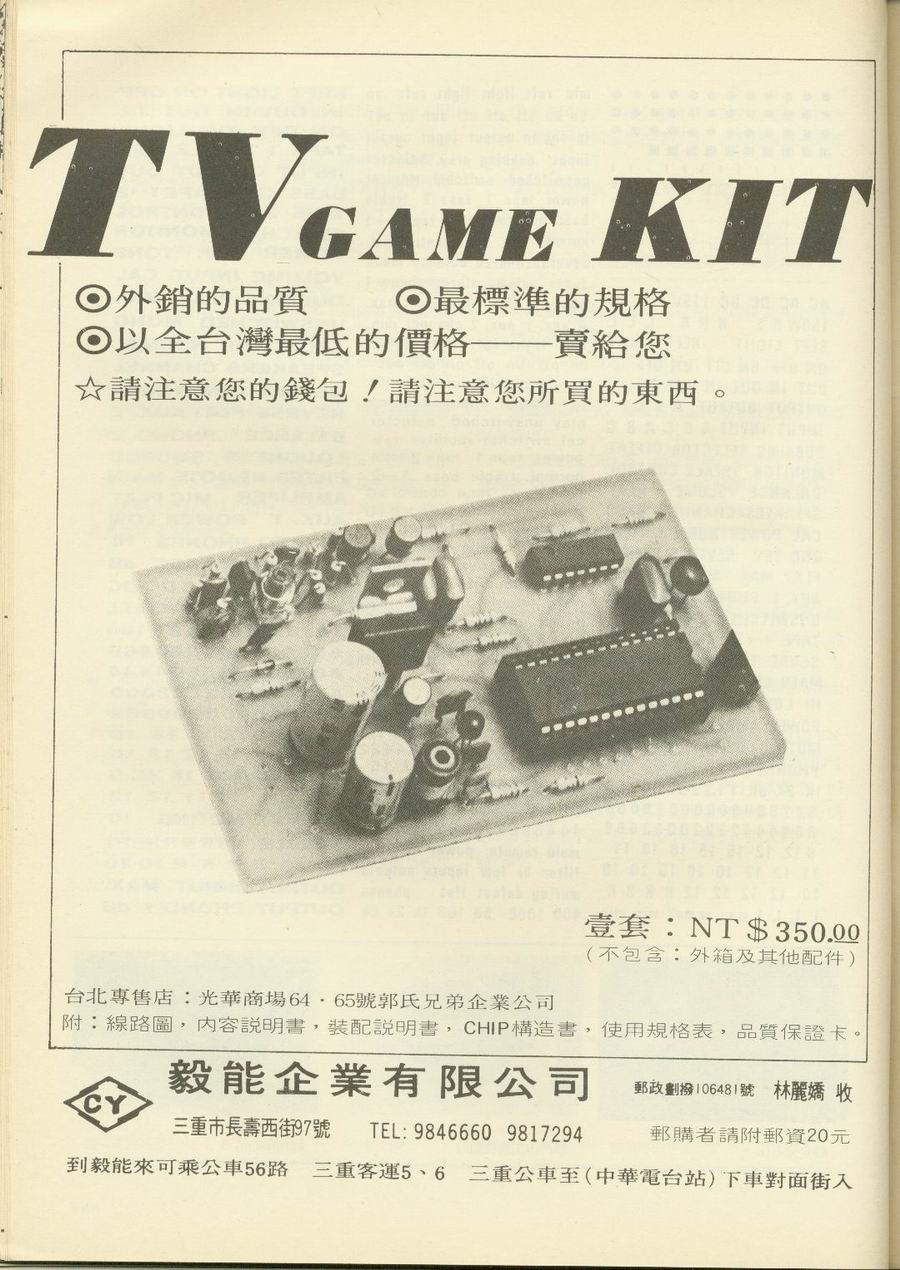 TV GAME KIT
⊙外銷的品質 ⊙最標準的規格
⊙以全台灣最低的價格——賣給您
☆請注意您的錢包！請注意您所買的東西。
壹套：NT＄350.00
（不包含：外箱及其他配件）
台北專售店：光華商場64．65號郭氏兄弟企業公司
附：線路圖，內容説明書，裝配説明書，CHIP構造書，使用規格表，品質保證卡。
CY
毅能企業有限公司
郵政劃撥106481號 林麗嬌 收
三重市長壽西街97號 TEL: 9846660 9817294
郵購者請附郵資20元
到毅能來可乘公車56路 三重客運5、6 三重公車至(中華電台站)下車對面街入